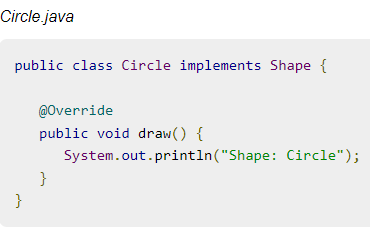 Circle.java
public class Circle implements Shape {
@Override
public void draw() {
System.out.println("Shape: Circle");
}
}